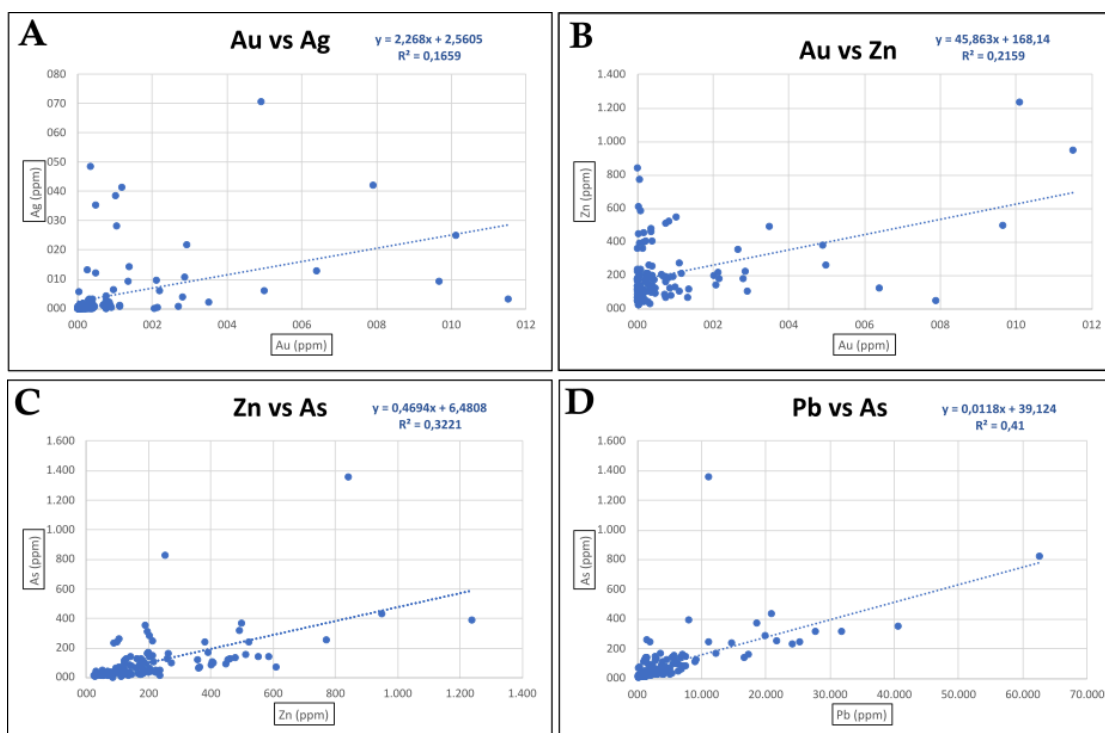 A
Au vs Ag
y = 2,268x + 2,5605
R² = 0,1659
080
070
060
050
040
030
020
010
000
Ag (ppm)
000 002 004 006 008 010 012
Au (ppm)
B
Au vs Zn
y = 45,863x + 168,14
R² = 0,2159
1.400
1.200
1.000
800
600
400
200
000
Zn (ppm)
000 002 004 006 008 010 012
Au (ppm)
C
Zn vs As
y = 0,4694x + 6,4808
R² = 0,3221
1.600
1.400
1.200
1.000
800
600
400
200
000
As (ppm)
000 200 400 600 800 1.000 1.200 1.400
Zn (ppm)
D
Pb vs As
y = 0,0118x + 39,124
R² = 0,41
1.600
1.400
1.200
1.000
800
600
400
200
000
As (ppm)
000 10.000 20.000 30.000 40.000 50.000 60.000 70.000
Pb (ppm)